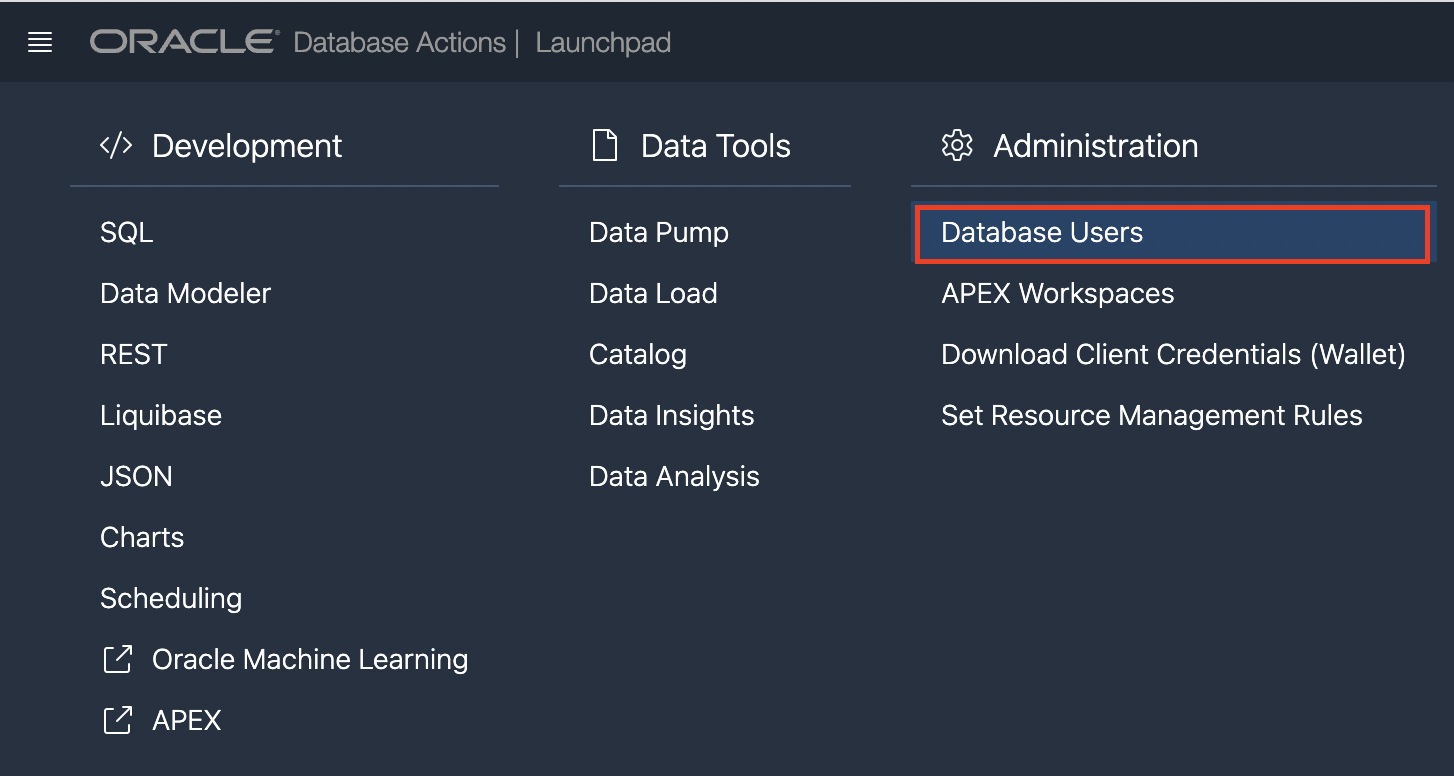 ORACLE® Database Actions | Launchpad
Development
SQL
Data Modeler
REST
Liquibase
JSON
Charts
Scheduling
Oracle Machine Learning
APEX
Data Tools
Data Pump
Data Load
Catalog
Data Insights
Data Analysis
Administration
Database Users
APEX Workspaces
Download Client Credentials (Wallet)
Set Resource Management Rules